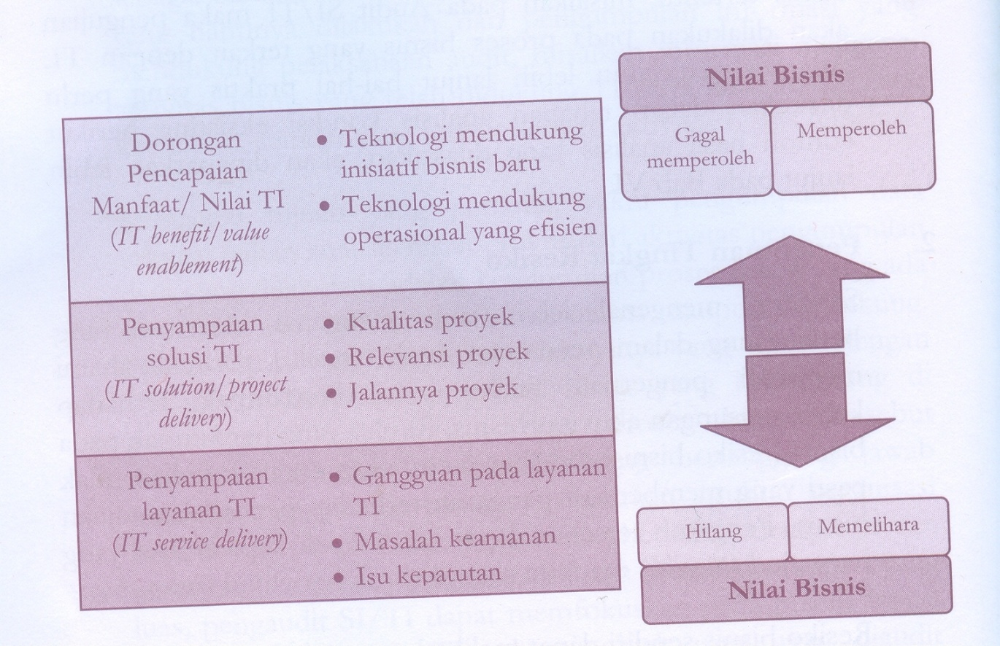 Nilai Bisnis
Gagal
memperoleh
Memperoleh
Dorongan
Pencapaian
Manfaat/ Nilai TI
(IT benefit/value
enablement)
• Teknologi mendukung
inisiatif bisnis baru
• Teknologi mendukung
operasional yang efisien
Penyampaian
solusi TI
(IT solution/project
delivery)
• Kualitas proyek
• Relevansi proyek
• Jalannya proyek
Penyampaian
layanan TI
(IT service delivery)
• Gangguan pada layanan
TI
• Masalah keamanan
• Isu kepatutan
Hilang
Memelihara
Nilai Bisnis